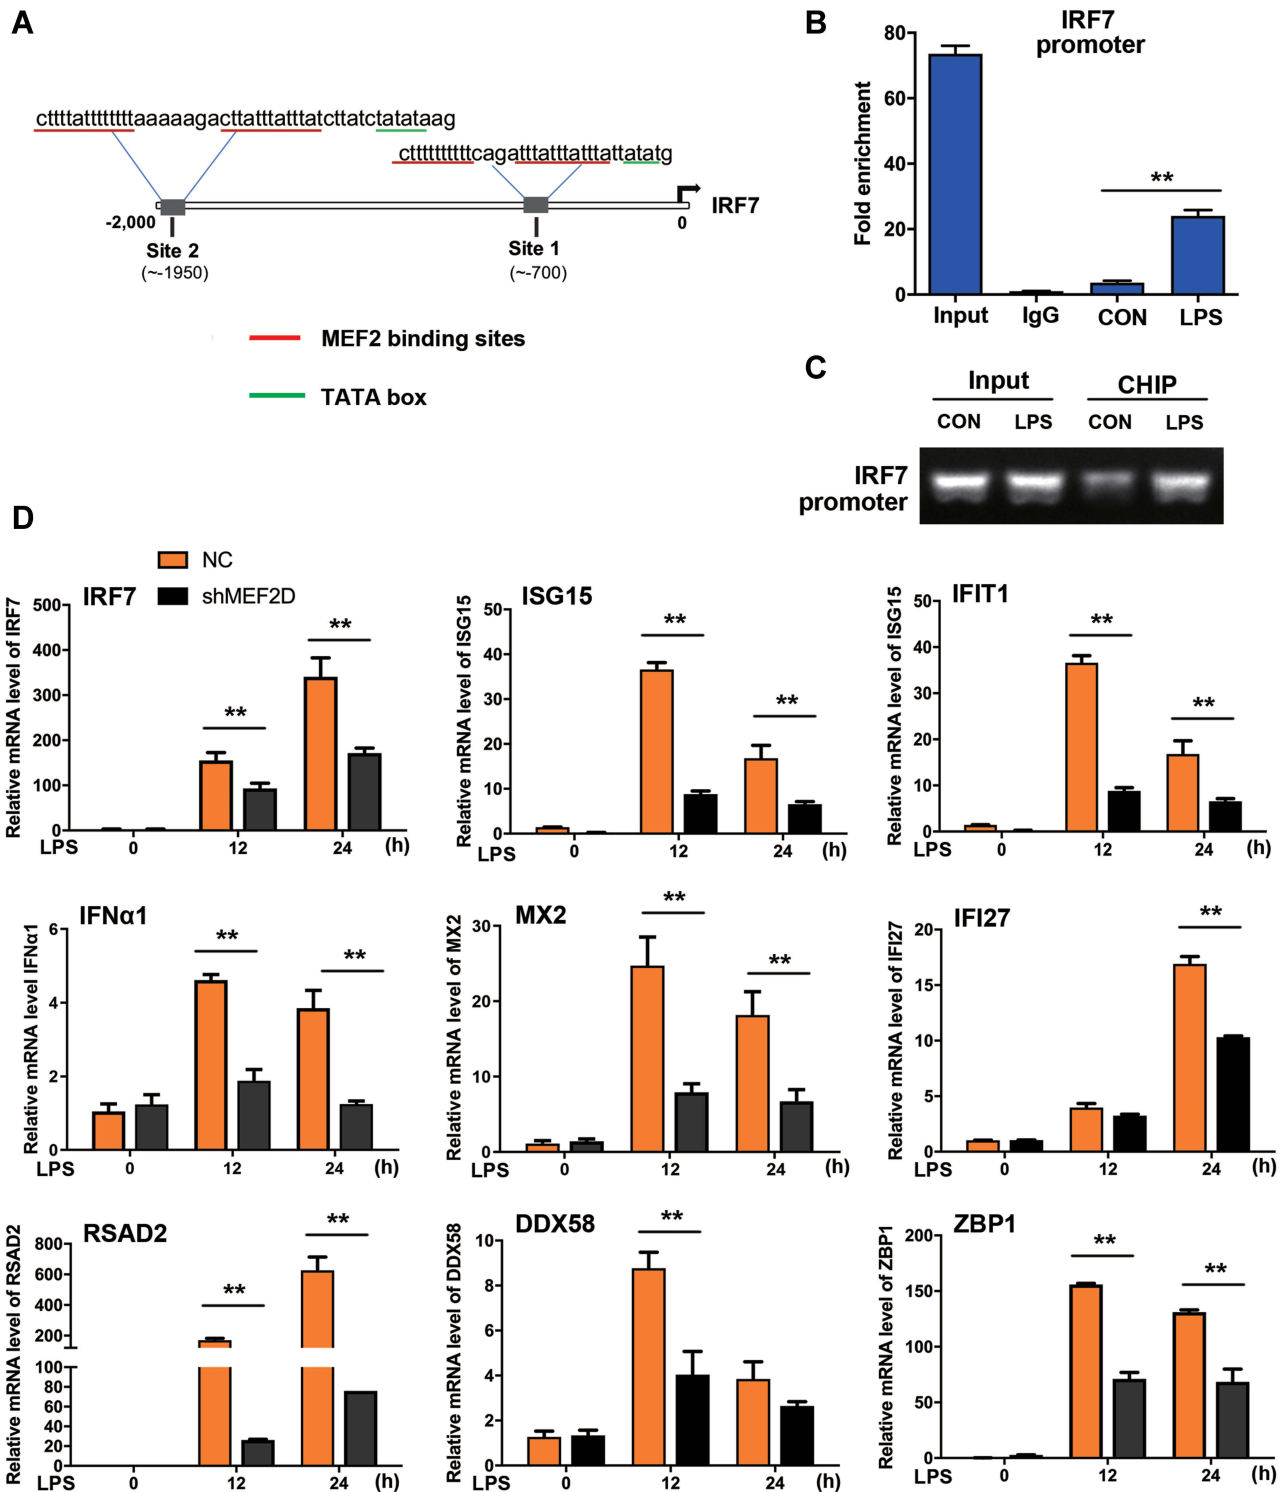 A
cttttattttttttaaaaagacttatttatttatcttatctatataag
ctttttttttttcagatttatttatttattatatg
IRF7
-2,000
0
Site 2
(~-1950)
Site 1
(~-700)
MEF2 binding sites
TATA box
B
IRF7
promoter
Fold enrichment
80
60
40
20
0
**
Input IgG CON LPS
C
Input CHIP
CON LPS CON LPS
IRF7
promoter
D
NC
shMEF2D
IRF7
Relative mRNA level of IRF7
500
400
300
200
100
0
**
**
LPS 0 12 24 (h)
ISG15
Relative mRNA level of ISG15
50
40
30
20
10
0
**
**
LPS 0 12 24 (h)
IFIT1
Relative mRNA level of ISG15
50
40
30
20
10
0
**
**
LPS 0 12 24 (h)
IFNα1
Relative mRNA level IFNα1
6
4
2
0
**
**
LPS 0 12 24 (h)
MX2
Relative mRNA level of MX2
30
20
10
0
**
**
LPS 0 12 24 (h)
IFI27
Relative mRNA level of IFI27
20
15
10
5
0
**
LPS 0 12 24 (h)
RSAD2
Relative mRNA level of RSAD2
800
600
400
200
100
80
60
40
20
0
**
**
LPS 0 12 24 (h)
DDX58
Relative mRNA level of DDX58
10
8
6
4
2
0
**
LPS 0 12 24 (h)
ZBP1
Relative mRNA level of ZBP1
200
150
100
50
0
**
**
LPS 0 12 24 (h)